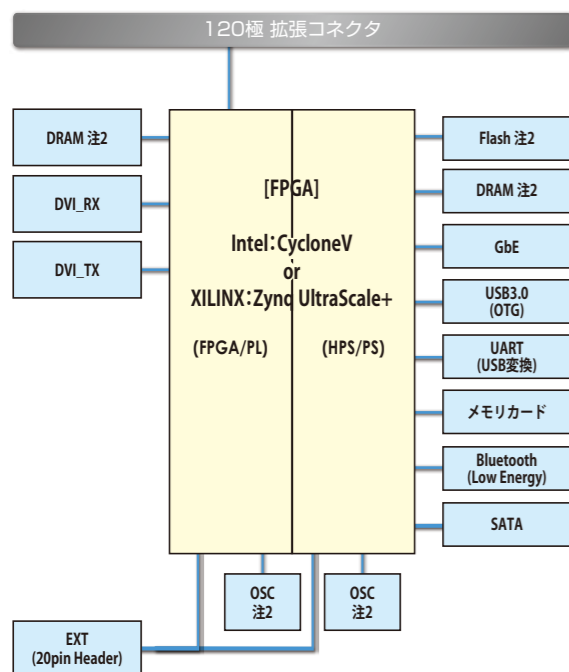 120極 拡張コネクタ
DRAM 注2
DVI_RX
DVI_TX
[FPGA]
Intel:CycloneV
or
XILINX:Zynq UltraScale+
(FPGA/PL)
(HPS/PS)
Flash 注2
DRAM 注2
GbE
USB3.0
(OTG)
UART
(USB変換)
メモリカード
Bluetooth
(Low Energy)
SATA
OSC
注2
OSC
注2
EXT
(20pin Header)